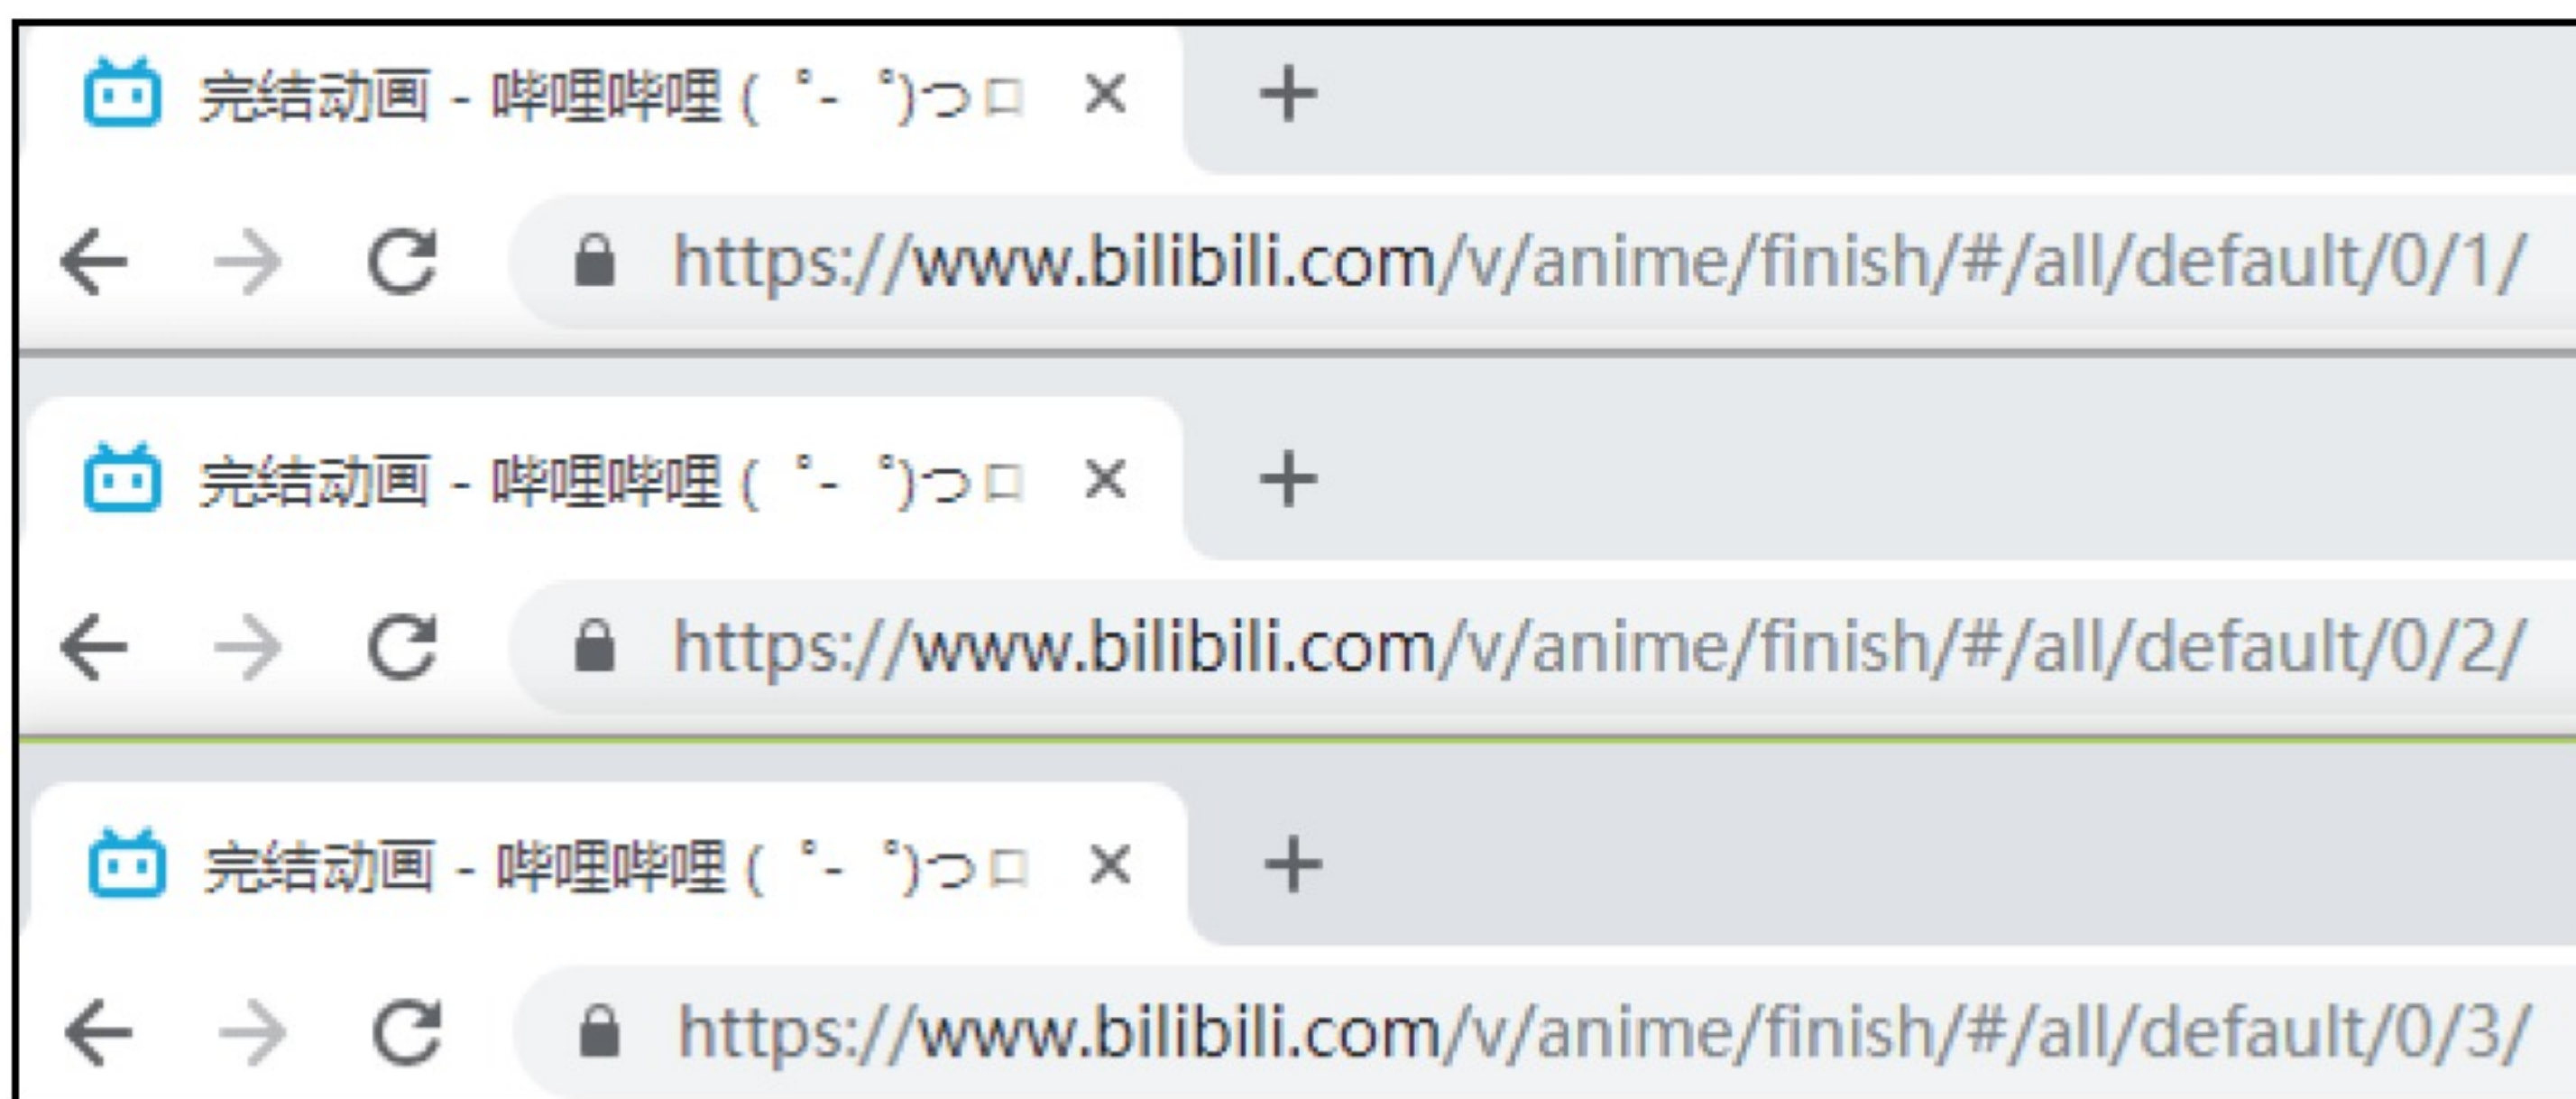 完结动画 - 哔哩哔哩 ( ゜- ゜)つロ
https://www.bilibili.com/v/anime/finish/#/all/default/0/1/
完结动画 - 哔哩哔哩 ( ゜- ゜)つロ
https://www.bilibili.com/v/anime/finish/#/all/default/0/2/
完结动画 - 哔哩哔哩 ( ゜- ゜)つロ
https://www.bilibili.com/v/anime/finish/#/all/default/0/3/